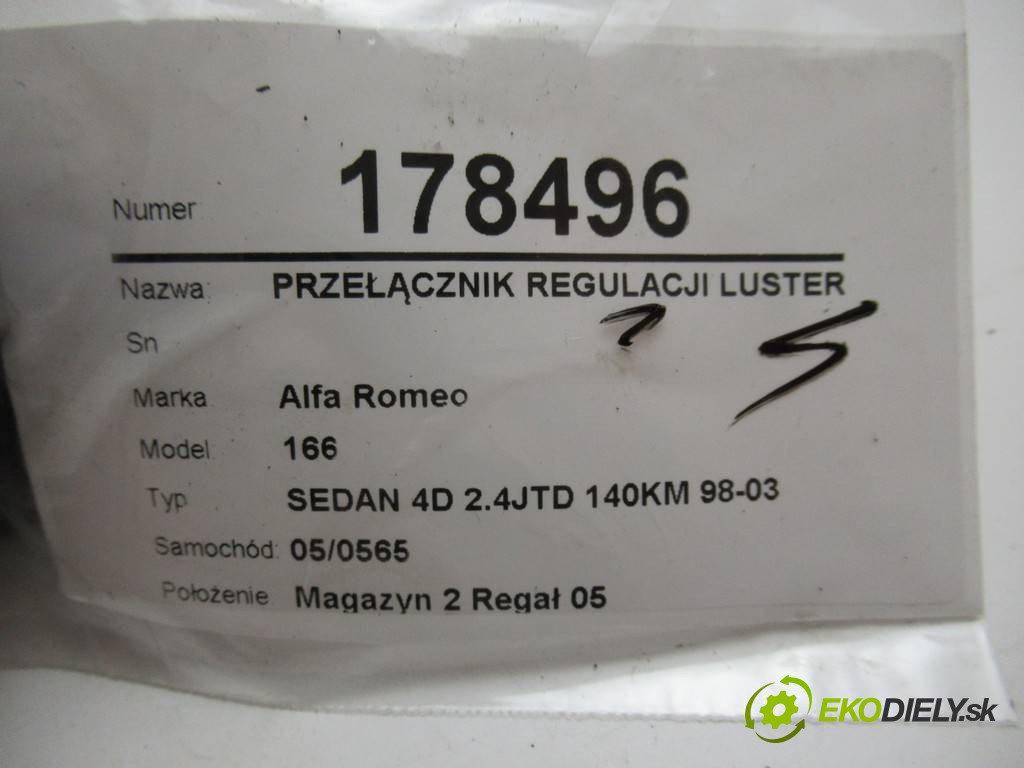 Numer 178496
Nazwa: PRZEŁĄCZNIK REGULACJI LUSTER
Sn
Marka Alfa Romeo
Model: 166
Typ SEDAN 4D 2.4JTD 140KM 98-03
Samochód: 05/0565
Położenie Magazyn 2 Regał 05
EKODIELY.sk